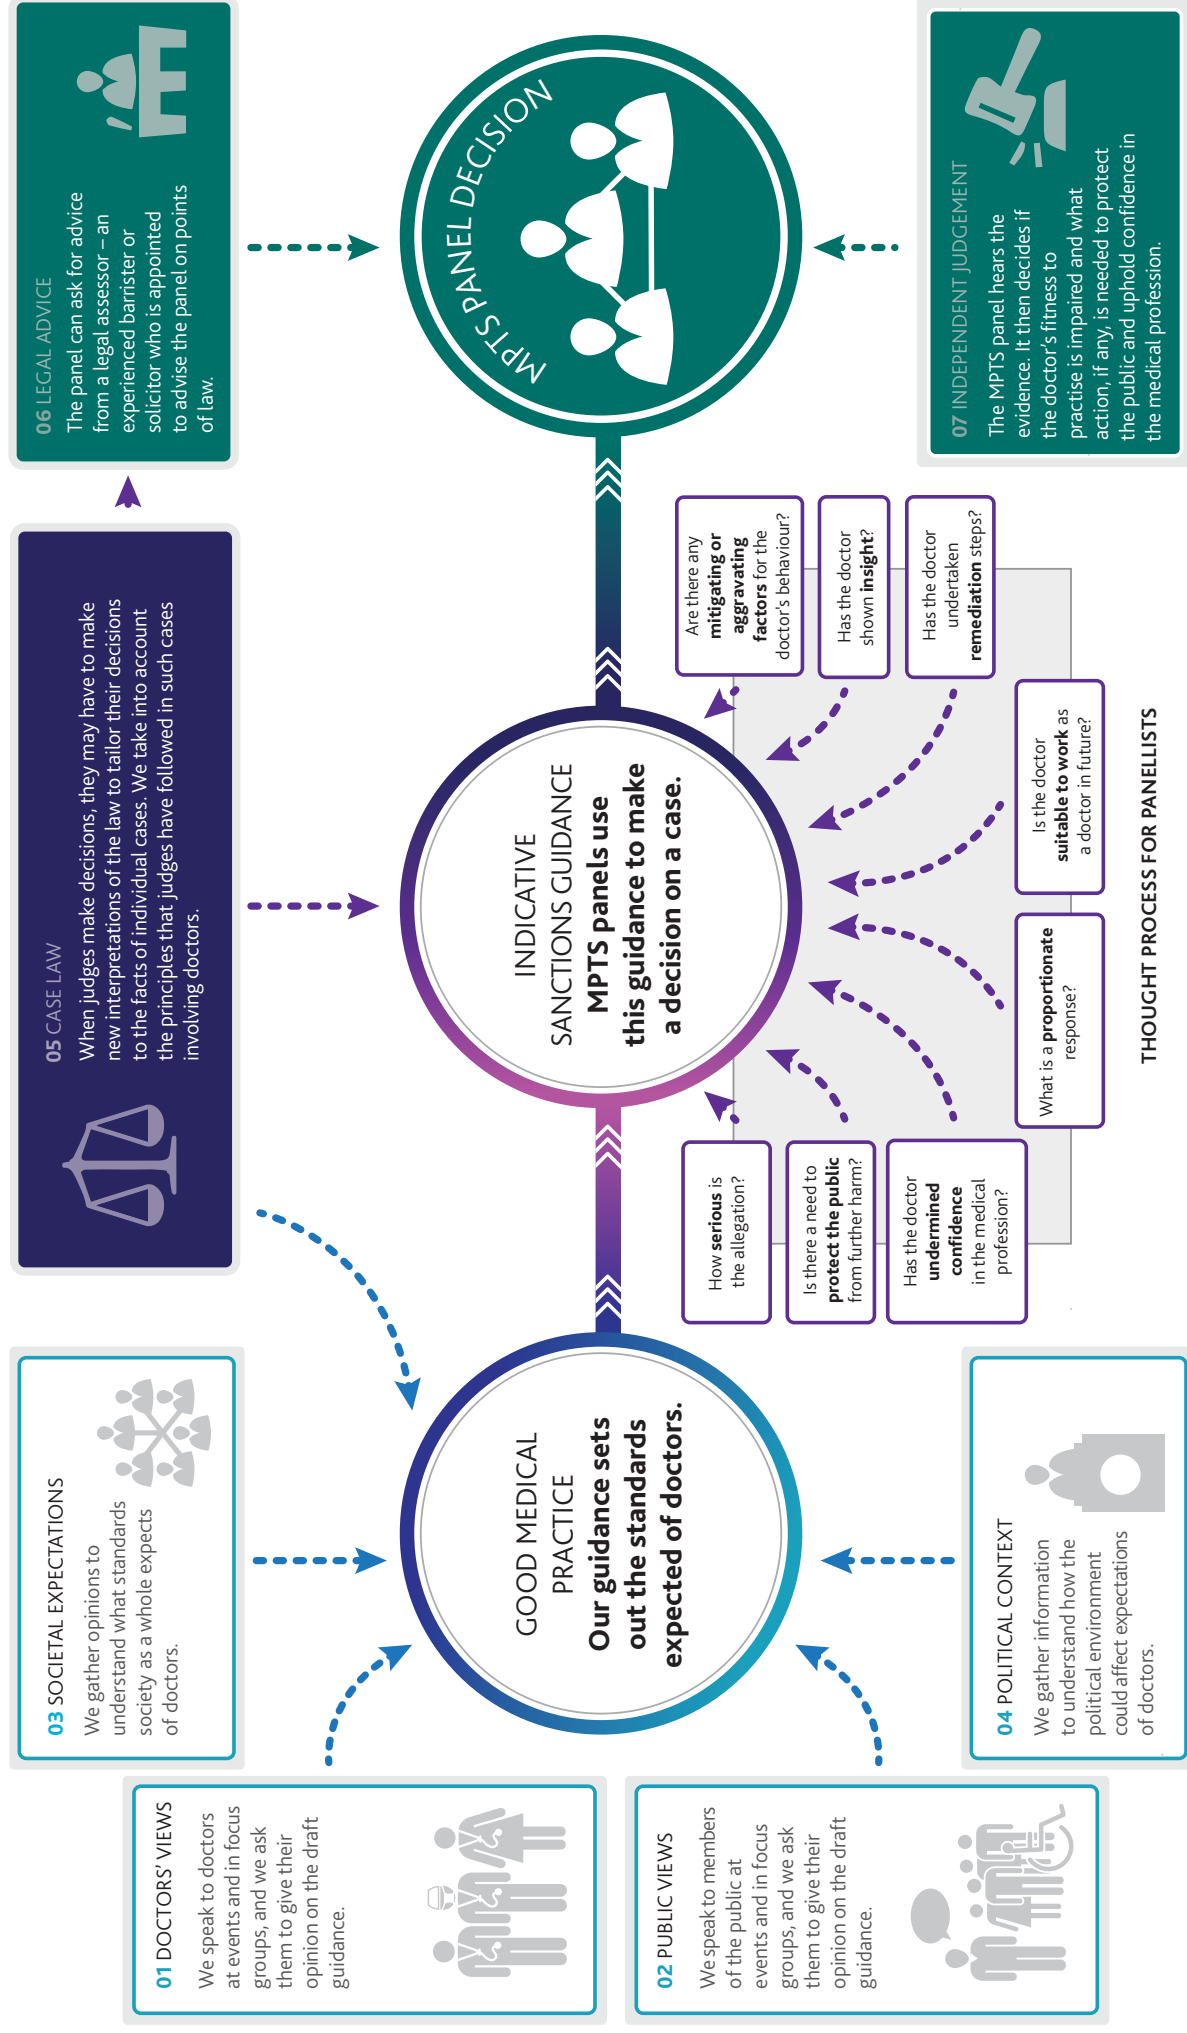 01 DOCTORS' VIEWS
We speak to doctors
at events and in focus
groups, and we ask
them to give their
opinion on the draft
guidance.
02 PUBLIC VIEWS
We speak to members
of the public at
events and in focus
groups, and we ask
them to give their
opinion on the draft
guidance.
03 SOCIETAL EXPECTATIONS
We gather opinions to
understand what standards
society as a whole expects
of doctors.
04 POLITICAL CONTEXT
We gather information
to understand how the
political environment
could affect expectations
of doctors.
GOOD MEDICAL
PRACTICE
Our guidance sets
out the standards
expected of doctors.
05 CASE LAW
When judges make decisions, they may have to make
new interpretations of the law to tailor their decisions
to the facts of individual cases. We take into account
the principles that judges have followed in such cases
involving doctors.
INDICATIVE
SANCTIONS GUIDANCE
MPTS panels use
this guidance to make
a decision on a case.
How serious is
the allegation?
Is there a need to
protect the public
from further harm?
Has the doctor
undermined
confidence
in the medical
profession?
What is a proportionate
response?
Is the doctor
suitable to work as
a doctor in future?
Has the doctor
undertaken
remediation steps?
Has the doctor
shown insight?
Are there any
mitigating or
aggravating
factors for the
doctor's behaviour?
THOUGHT PROCESS FOR PANELLISTS
06 LEGAL ADVICE
The panel can ask for advice
from a legal assessor – an
experienced barrister or
solicitor who is appointed
to advise the panel on points
of law.
MPTS PANEL DECISION
07 INDEPENDENT JUDGEMENT
The MPTS panel hears the
evidence. It then decides if
the doctor's fitness to
practise is impaired and what
action, if any, is needed to protect
the public and uphold confidence in
the medical profession.